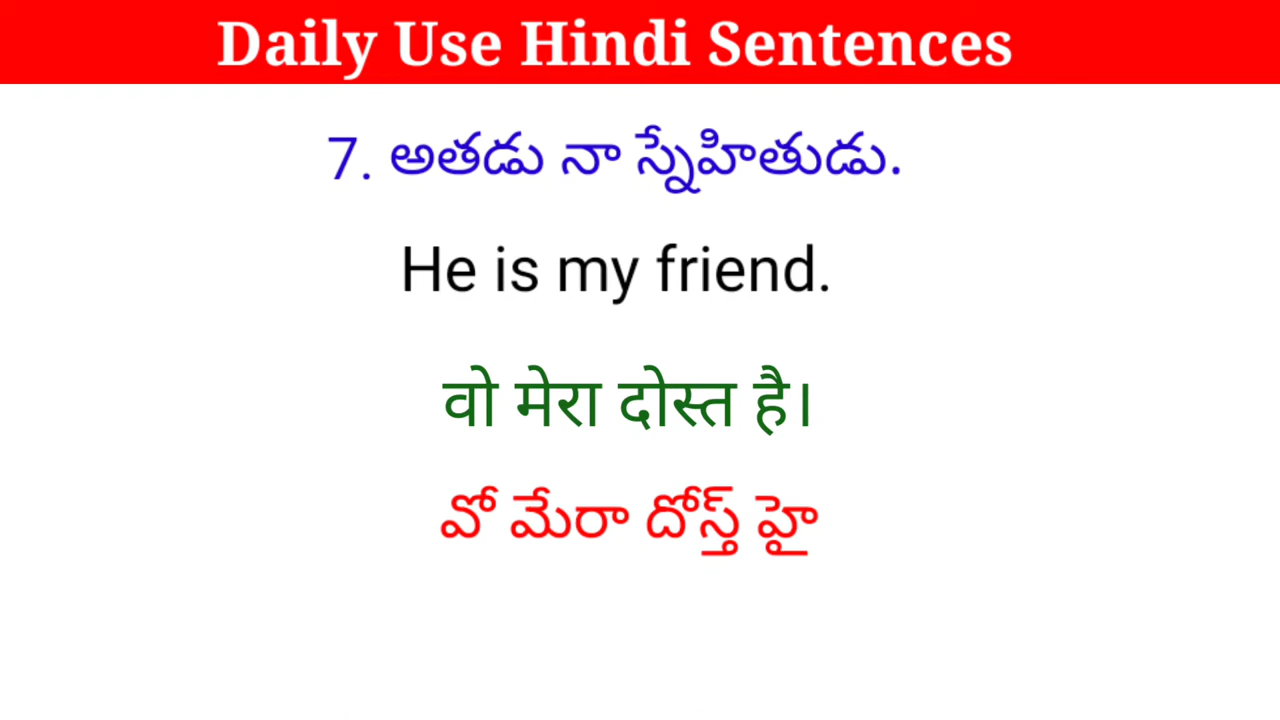 Daily Use Hindi Sentences
7. అతడు నా స్నేహితుడు.
He is my friend.
वो मेरा दोस्त है।
వో మేరా దోస్త్ హై